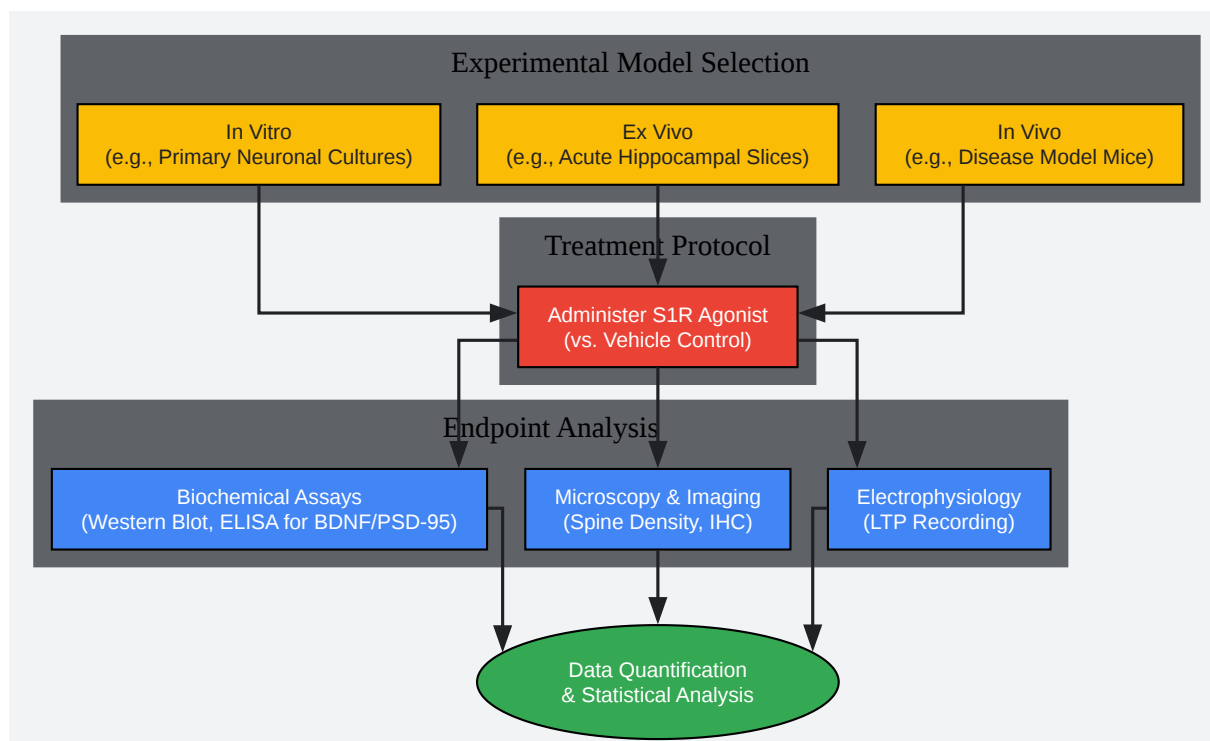 Experimental Model Selection
In Vitro
(e.g., Primary Neuronal Cultures)
Ex Vivo
(e.g., Acute Hippocampal Slices)
In Vivo
(e.g., Disease Model Mice)
Treatment Protocol
Administer S1R Agonist
(vs. Vehicle Control)
Endpoint Analysis
Biochemical Assays
(Western Blot, ELISA for BDNF/PSD-95)
Microscopy & Imaging
(Spine Density, IHC)
Electrophysiology
(LTP Recording)
Data Quantification
& Statistical Analysis